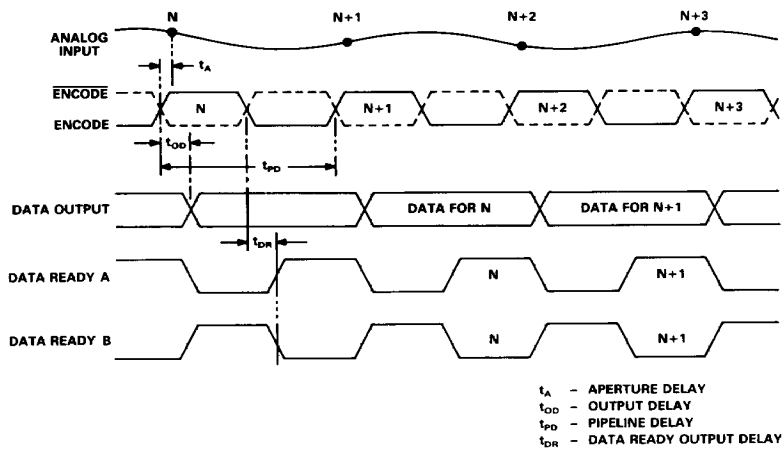 N N+1 N+2 N+3
ANALOG
INPUT
tA
ENCODE
N N+1 N+2 N+3
ENCODE
tOD
tPD
DATA OUTPUT DATA FOR N DATA FOR N+1
tDR
DATA READY A N N+1
DATA READY B N N+1
tA – APERTURE DELAY
tOD – OUTPUT DELAY
tPD – PIPELINE DELAY
tDR – DATA READY OUTPUT DELAY